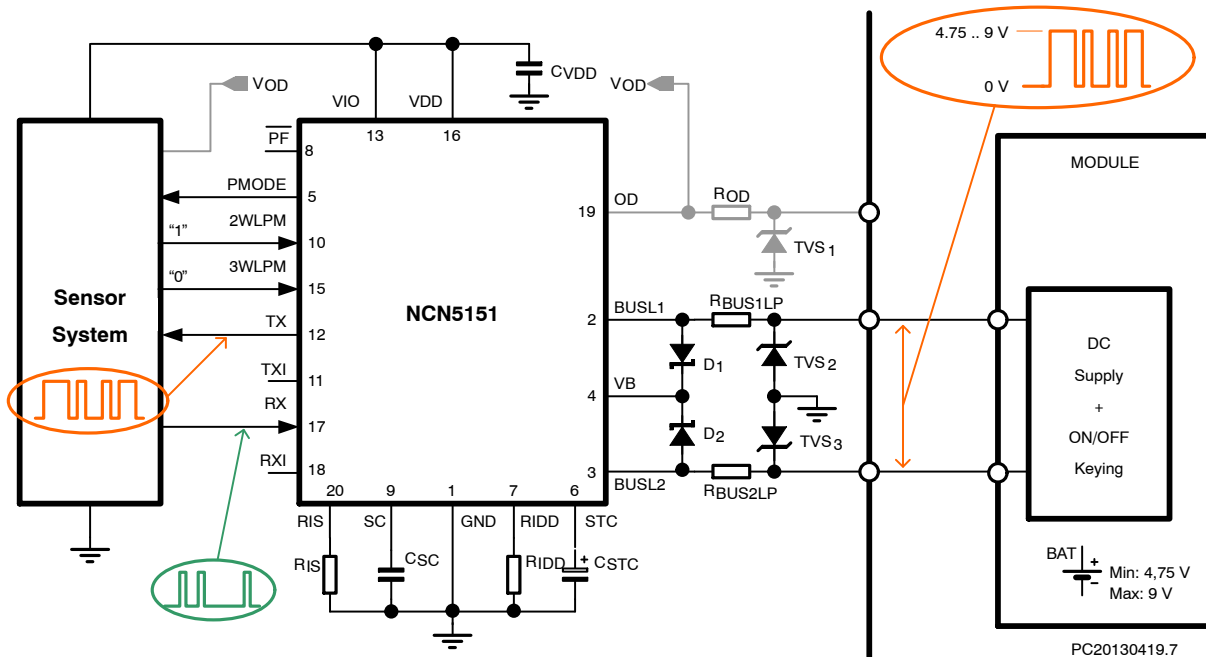 4.75 .. 9 V
0 V
VOD
CVDD
VOD
VIO
VDD
13
16
PF
8
MODULE
PMODE
5
19
OD
ROD
"1"
2WLPM
10
TVS1
"0"
3WLPM
15
Sensor
System
NCN5151
TX
12
2
BUSL1
RBUS1LP
D1
TVS2
DC
Supply
+
ON/OFF
Keying
TXI
11
4
VB
RX
17
D2
TVS3
RXI
18
3
BUSL2
RBUS2LP
20
9
1
7
6
RIS
SC
GND
RIDD
STC
RIS
CSC
RIDD
+
CSTC
BAT
+
-
Min: 4,75 V
Max: 9 V
PC20130419.7